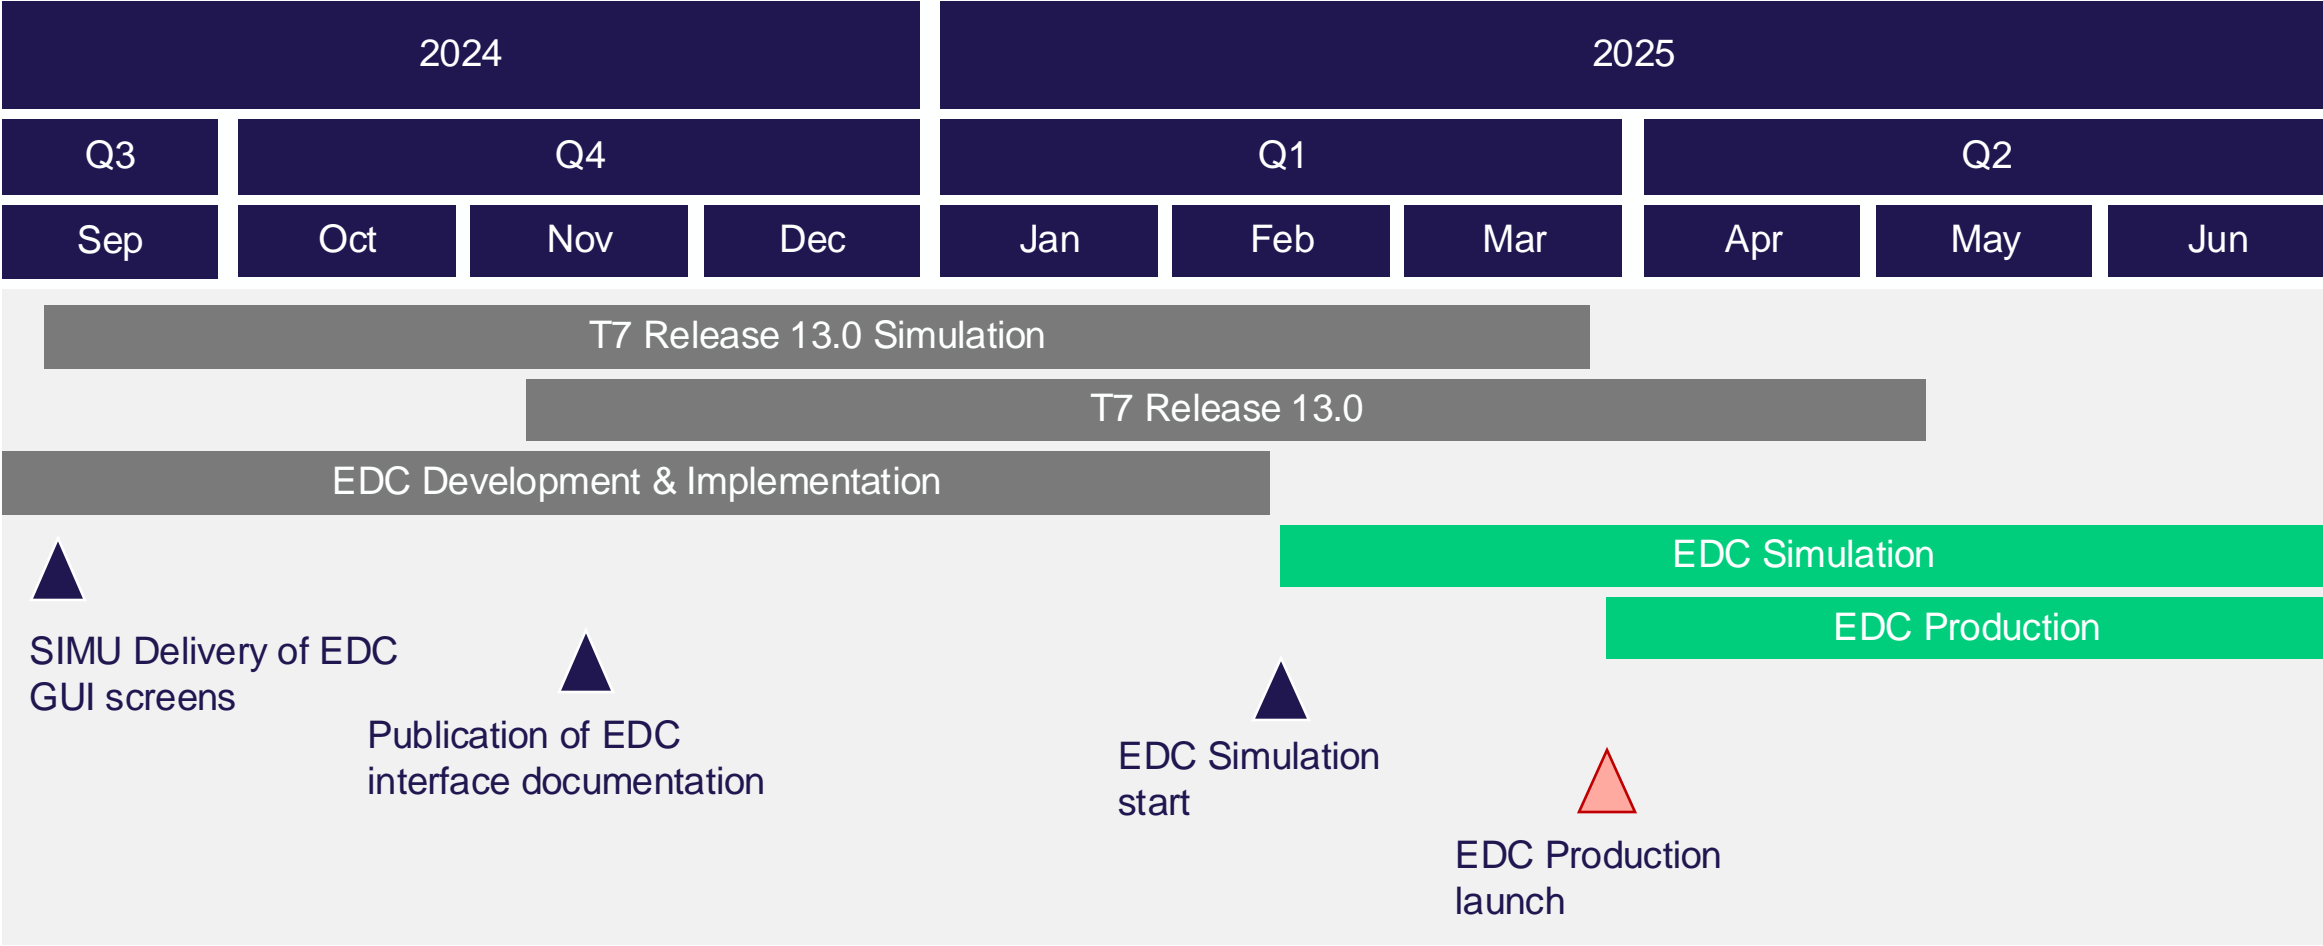 2024
2025
Q3
Q4
Q1
Q2
Sep
Oct
Nov
Dec
Jan
Feb
Mar
Apr
May
Jun
T7 Release 13.0 Simulation
T7 Release 13.0
EDC Development & Implementation
EDC Simulation
EDC Production
SIMU Delivery of EDC
GUI screens
Publication of EDC
interface documentation
EDC Simulation
start
EDC Production
launch